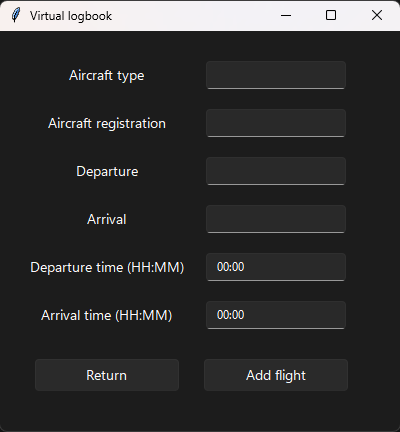 Virtual logbook
Aircraft type
Aircraft registration
Departure
Arrival
Departure time (HH:MM) 00:00
Arrival time (HH:MM) 00:00
Return Add flight